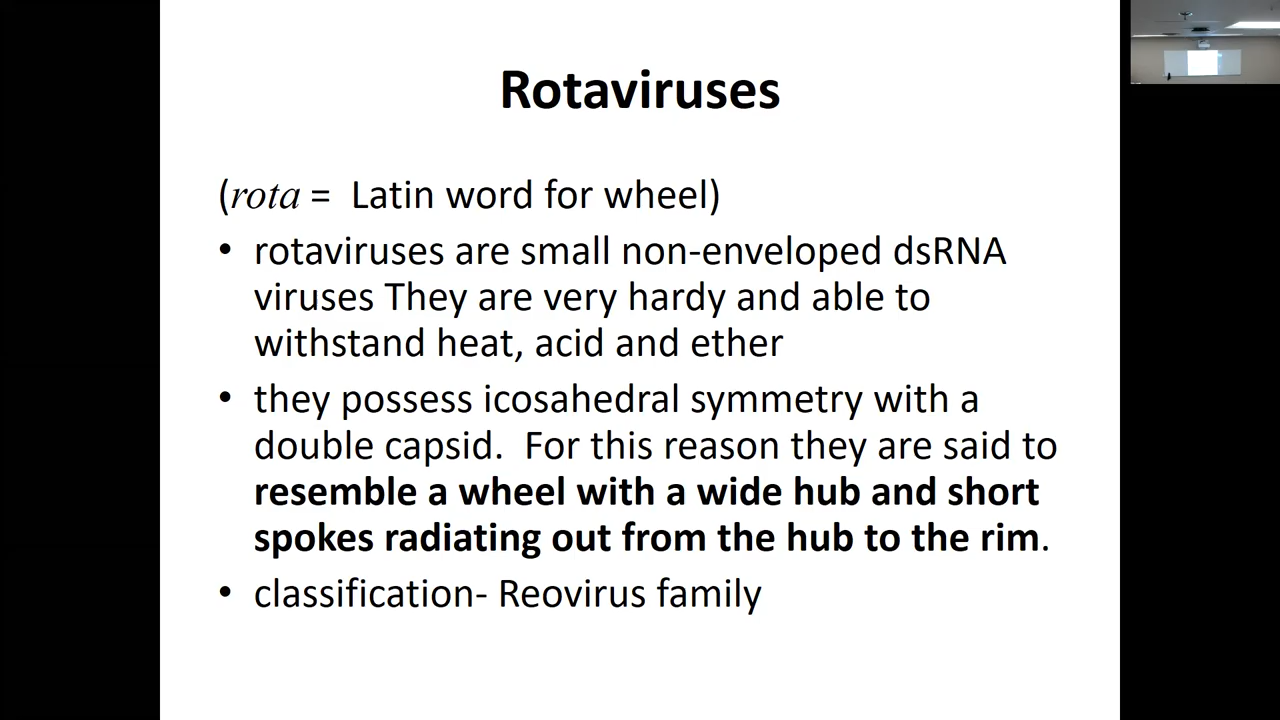 Rotaviruses
(rota = Latin word for wheel)
• rotaviruses are small non-enveloped dsRNA
viruses They are very hardy and able to
withstand heat, acid and ether
• they possess icosahedral symmetry with a
double capsid. For this reason they are said to
resemble a wheel with a wide hub and short
spokes radiating out from the hub to the rim.
• classification- Reovirus family